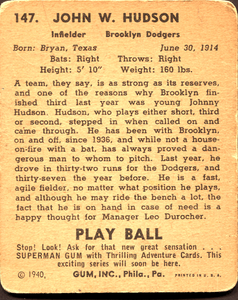 147. JOHN W. HUDSON
Infielder Brooklyn Dodgers
Born: Bryan, Texas June 30, 1914
Bats: Right Throws: Right
Height: 5' 10" Weight: 160 lbs.
A team, they say, is as strong as its reserves,
and one of the reasons why Brooklyn fin-
ished third last year was young Johnny
Hudson. Hudson, who plays either short, third
or second, stepped in when called on and
came through. He has been with Brooklyn,
on and off, since 1936, and while not a house-
on-fire with a bat, has always proved a dan-
gerous man to whom to pitch. Last year, he
drove in thirty-two runs for the Dodgers, and
thirty-seven the year before. He is a fast,
agile fielder, no matter what position he plays,
and although he may ride the bench a lot, the
fact that he is on hand in case of need is a
happy thought for Manager Leo Durocher.
PLAY BALL
Stop! Look! Ask for that new great sensation . . .
SUPERMAN GUM with Thrilling Adventure Cards. This
exciting series will soon be on display.
© 1940, GUM, INC., Phila., Pa. PRINTED IN U. S. A.